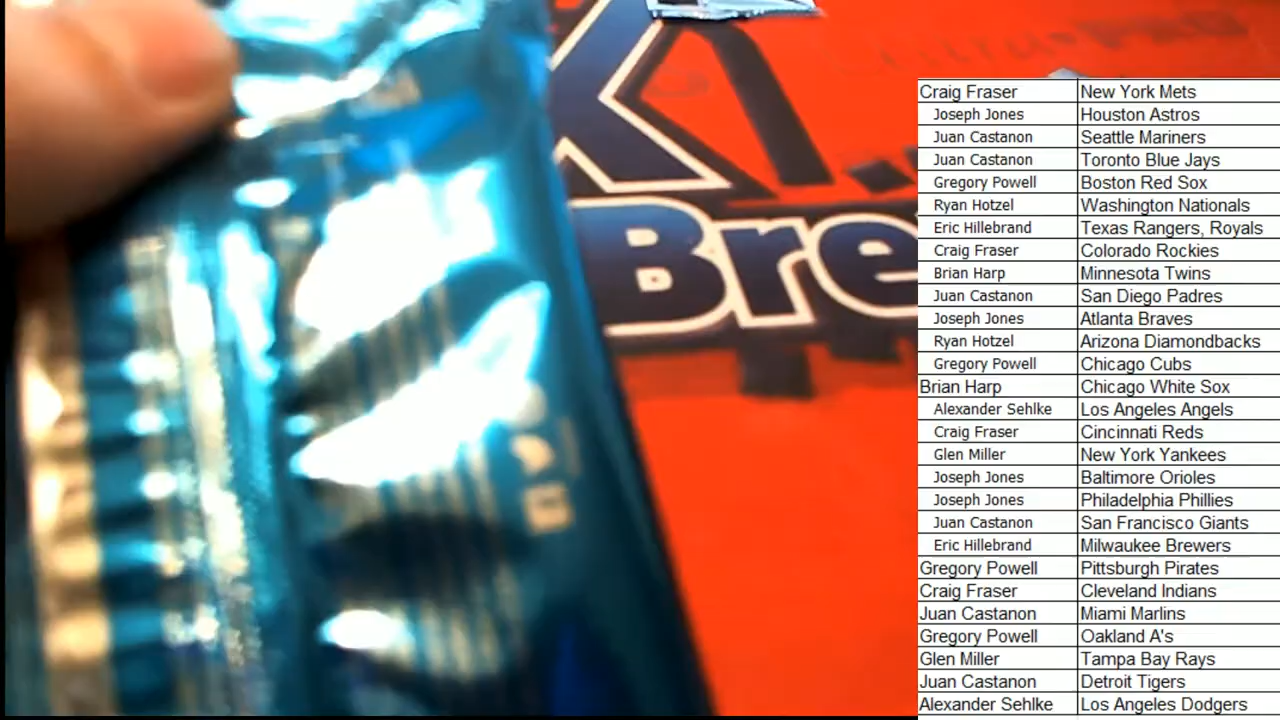 Bre
Craig Fraser New York Mets
Joseph Jones Houston Astros
Juan Castanon Seattle Mariners
Juan Castanon Toronto Blue Jays
Gregory Powell Boston Red Sox
Ryan Hotzel Washington Nationals
Eric Hillebrand Texas Rangers, Royals
Craig Fraser Colorado Rockies
Brian Harp Minnesota Twins
Juan Castanon San Diego Padres
Joseph Jones Atlanta Braves
Ryan Hotzel Arizona Diamondbacks
Gregory Powell Chicago Cubs
Brian Harp Chicago White Sox
Alexander Sehlke Los Angeles Angels
Craig Fraser Cincinnati Reds
Glen Miller New York Yankees
Joseph Jones Baltimore Orioles
Joseph Jones Philadelphia Phillies
Juan Castanon San Francisco Giants
Eric Hillebrand Milwaukee Brewers
Gregory Powell Pittsburgh Pirates
Craig Fraser Cleveland Indians
Juan Castanon Miami Marlins
Gregory Powell Oakland A's
Glen Miller Tampa Bay Rays
Juan Castanon Detroit Tigers
Alexander Sehlke Los Angeles Dodgers